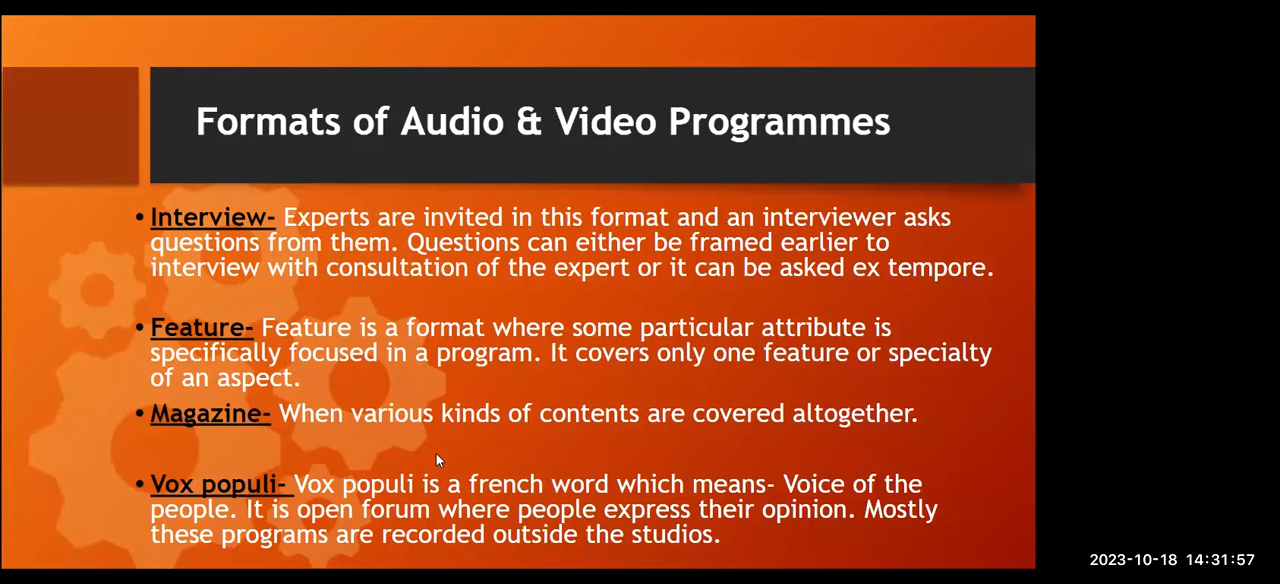 Formats of Audio & Video Programmes
• Interview- Experts are invited in this format and an interviewer asks
questions from them. Questions can either be framed earlier to
interview with consultation of the expert or it can be asked ex tempore.
• Feature- Feature is a format where some particular attribute is
specifically focused in a program. It covers only one feature or specialty
of an aspect.
• Magazine- When various kinds of contents are covered altogether.
• Vox populi- Vox populi is a french word which means- Voice of the
people. It is open forum where people express their opinion. Mostly
these programs are recorded outside the studios.
2023-10-18 14:31:57